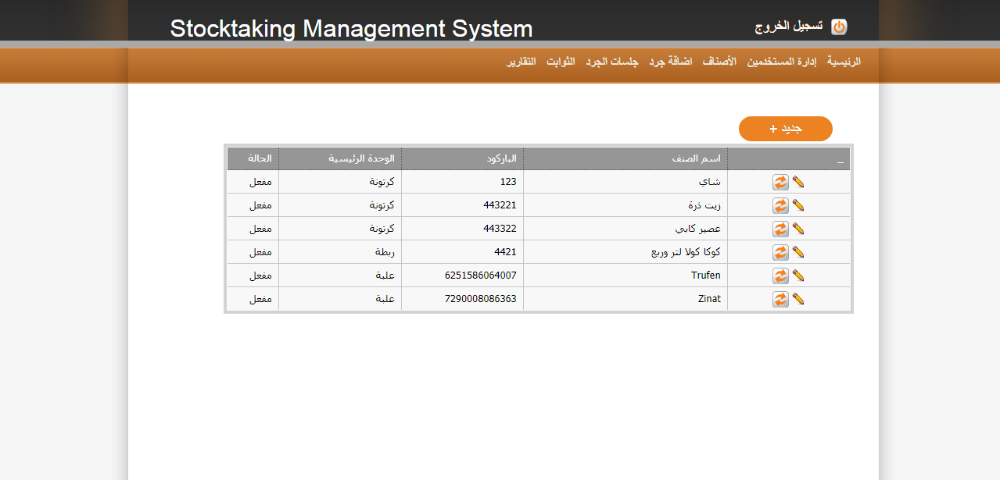 Stocktaking Management System
تسجيل الخروج
الرئيسية إدارة المستخدمين الأصناف اضافة جرد جلسات الجرد الثوابت التقارير
جديد +
_ اسم الصنف الباركود الوحدة الرئيسية الحالة
شاي 123 كرتونة مفعل
زيت ذرة 443221 كرتونة مفعل
عصير كابي 443322 كرتونة مفعل
كوكا كولا لتر وربع 4421 ربطة مفعل
Trufen 6251586064007 علبة مفعل
Zinat 7290008086363 علبة مفعل